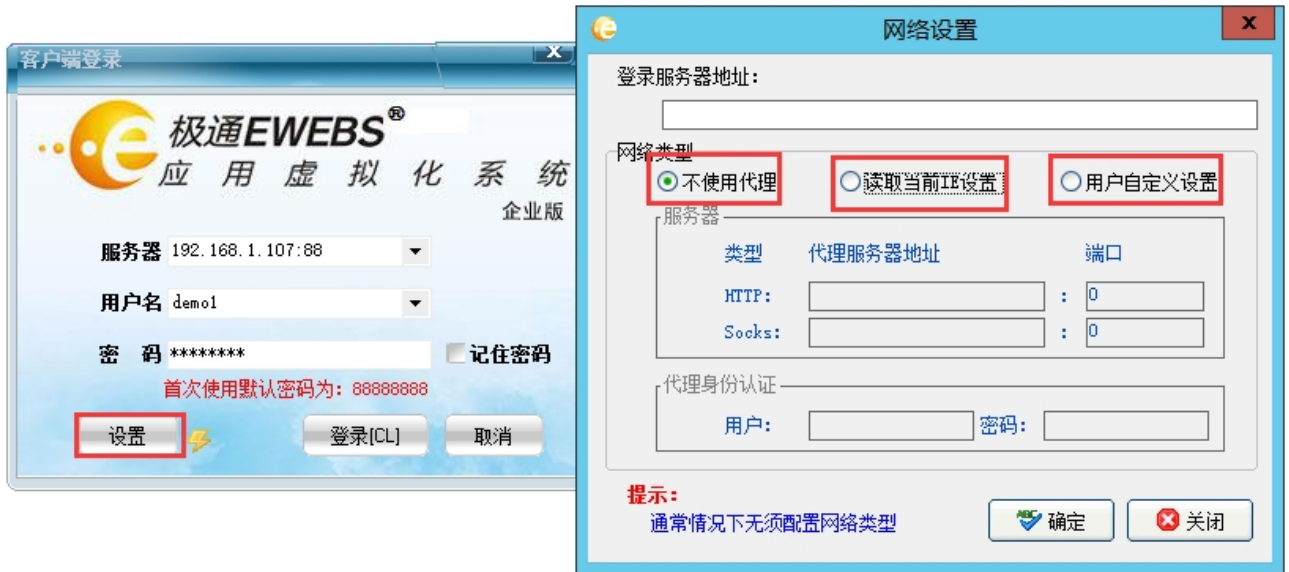 客户端登录
极通EWEBS®
应用虚拟化系统
企业版
服务器 192.168.1.107:88
用户名 demo1
密 码 ******** 记住密码
首次使用默认密码为：88888888
设置 登录[CL] 取消
网络设置
登录服务器地址：
网络类型
不使用代理 读取当前IE设置 用户自定义设置
服务器
类型 代理服务器地址 端口
HTTP： : 0
Socks： : 0
代理身份认证
用户： 密码：
提示：
通常情况下无须配置网络类型
确定 关闭